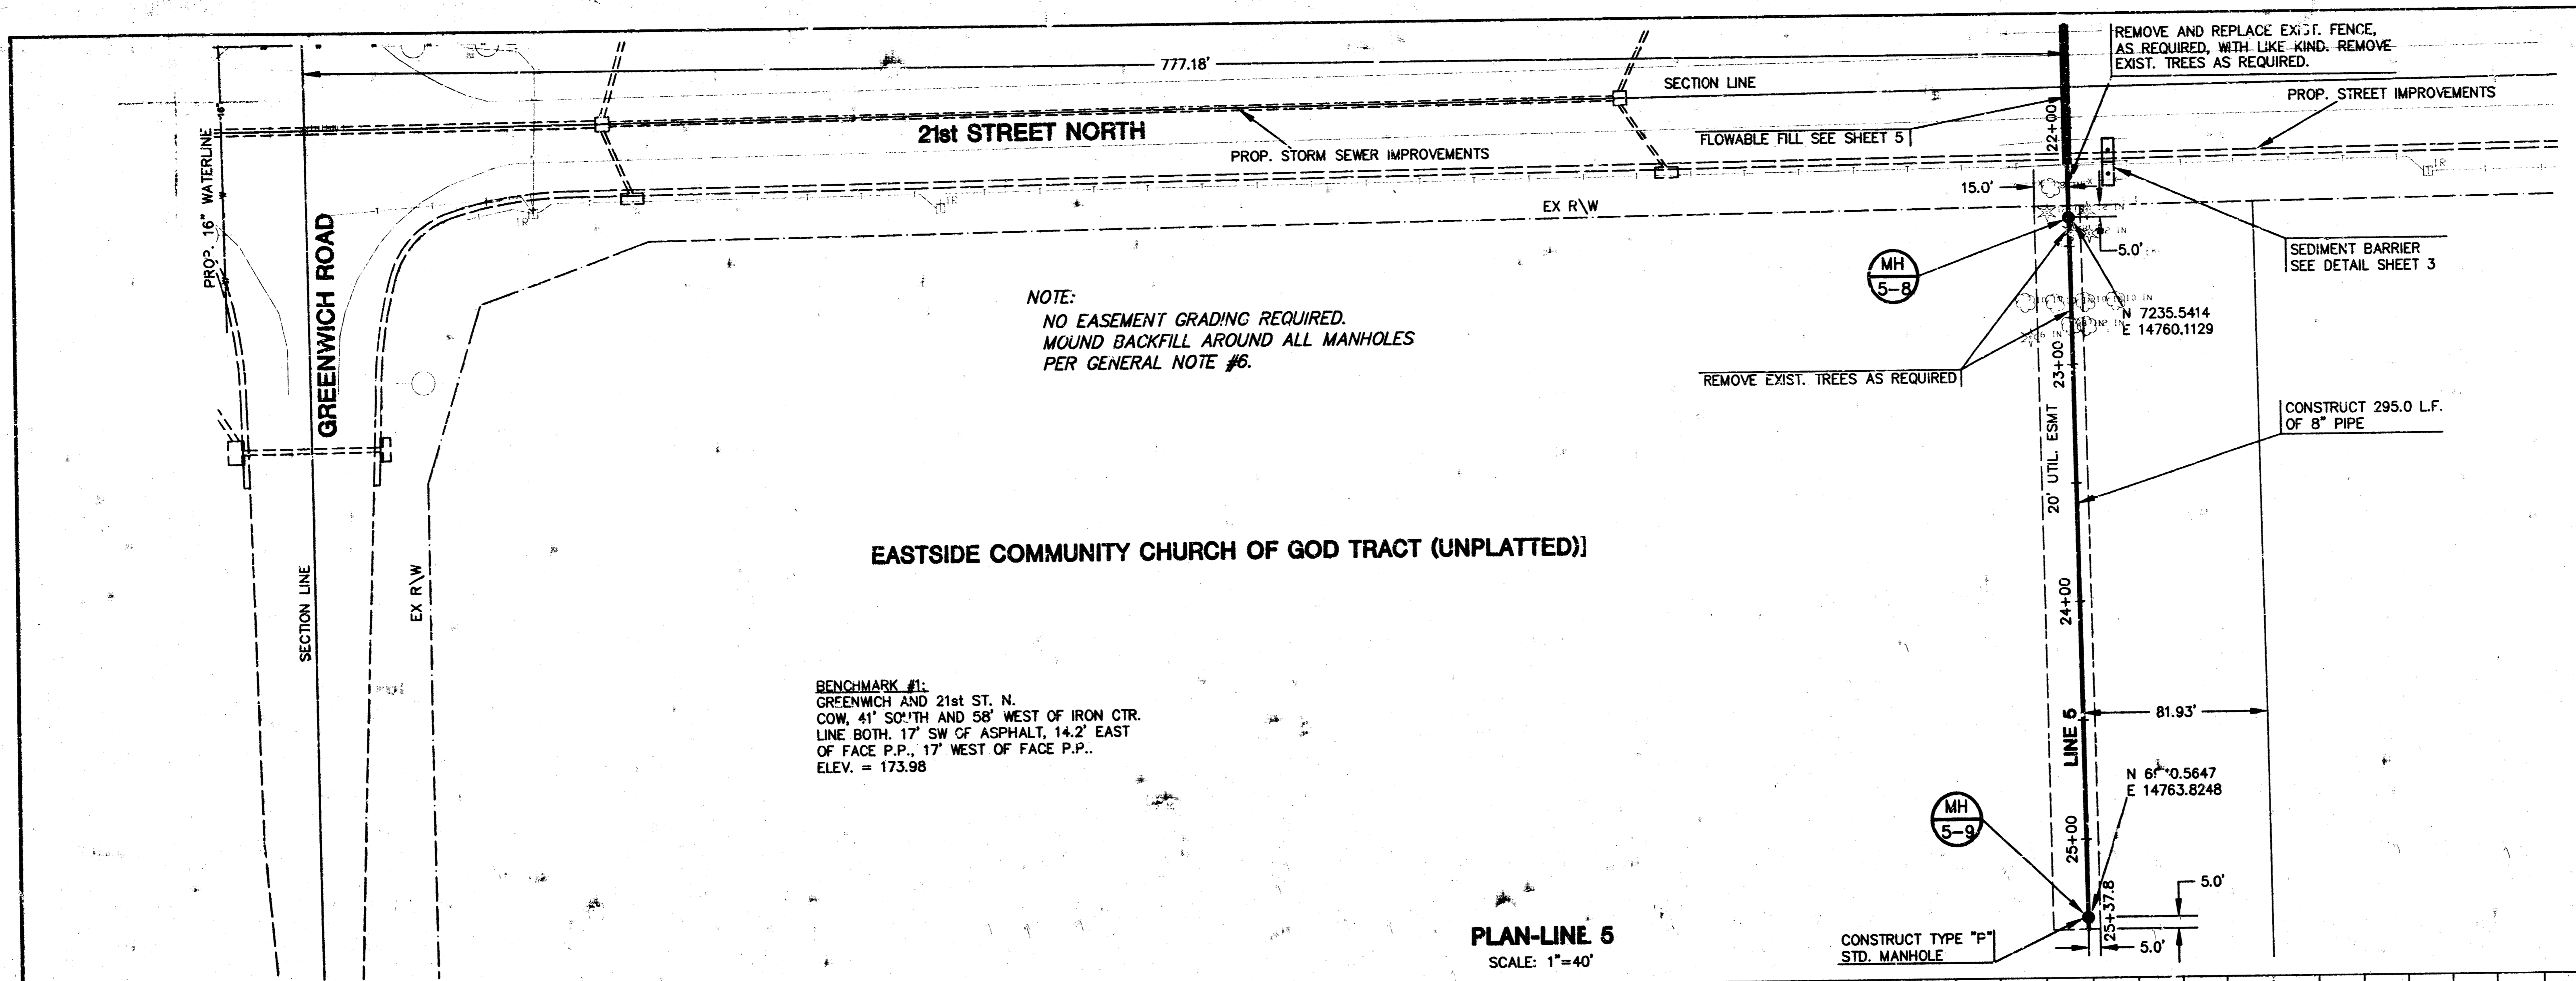 REMOVE AND REPLACE EXIST. FENCE,
AS REQUIRED, WITH LIKE KIND. REMOVE
EXIST. TREES AS REQUIRED.
777.18'
SECTION LINE
PROP. STREET IMPROVEMENTS
22+00
FLOWABLE FILL SEE SHEET 5
21st STREET NORTH
PROP. STORM SEWER IMPROVEMENTS
PROP. 16" WATERLINE
GREENWICH ROAD
15.0'
EX R\W
5.0'
SEDIMENT BARRIER
SEE DETAIL SHEET 3
MH
5-8
NOTE:
NO EASEMENT GRADING REQUIRED.
MOUND BACKFILL AROUND ALL MANHOLES
PER GENERAL NOTE #6.
N 7235.5414
E 14760.1129
23+00
REMOVE EXIST. TREES AS REQUIRED
CONSTRUCT 295.0 L.F.
OF 8" PIPE
20' UTIL. ESMT
EASTSIDE COMMUNITY CHURCH OF GOD TRACT (UNPLATTED)]
SECTION LINE
EX R\W
24+00
BENCHMARK #1:
GREENWICH AND 21st ST. N.
COW, 41' SOUTH AND 58' WEST OF IRON CTR.
LINE BOTH. 17' SW OF ASPHALT, 14.2' EAST
OF FACE P.P., 17' WEST OF FACE P.P..
ELEV. = 173.98
LINE 5
81.93'
E 14763.8248
MH
5-9
25+00
25+37.8
5.0'
5.0'
CONSTRUCT TYPE "P"
STD. MANHOLE
PLAN-LINE 5
SCALE: 1"=40'